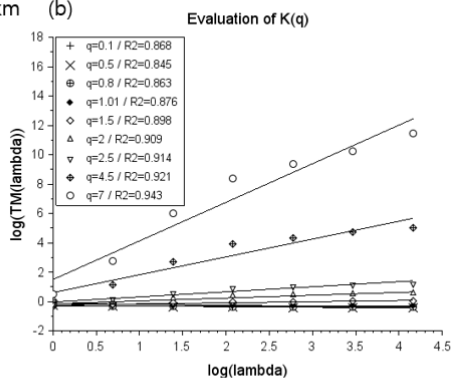 km (b)
Evaluation of K(q)
18
16
14
12
10
8
6
4
2
0
-2
log(TM(lambda))
q=0.1 / R2=0.868
q=0.5 / R2=0.845
q=0.8 / R2=0.863
q=1.01 / R2=0.876
q=1.5 / R2=0.898
q=2 / R2=0.909
q=2.5 / R2=0.914
q=4.5 / R2=0.921
q=7 / R2=0.943
0 0.5 1 1.5 2 2.5 3 3.5 4 4.5
log(lambda)